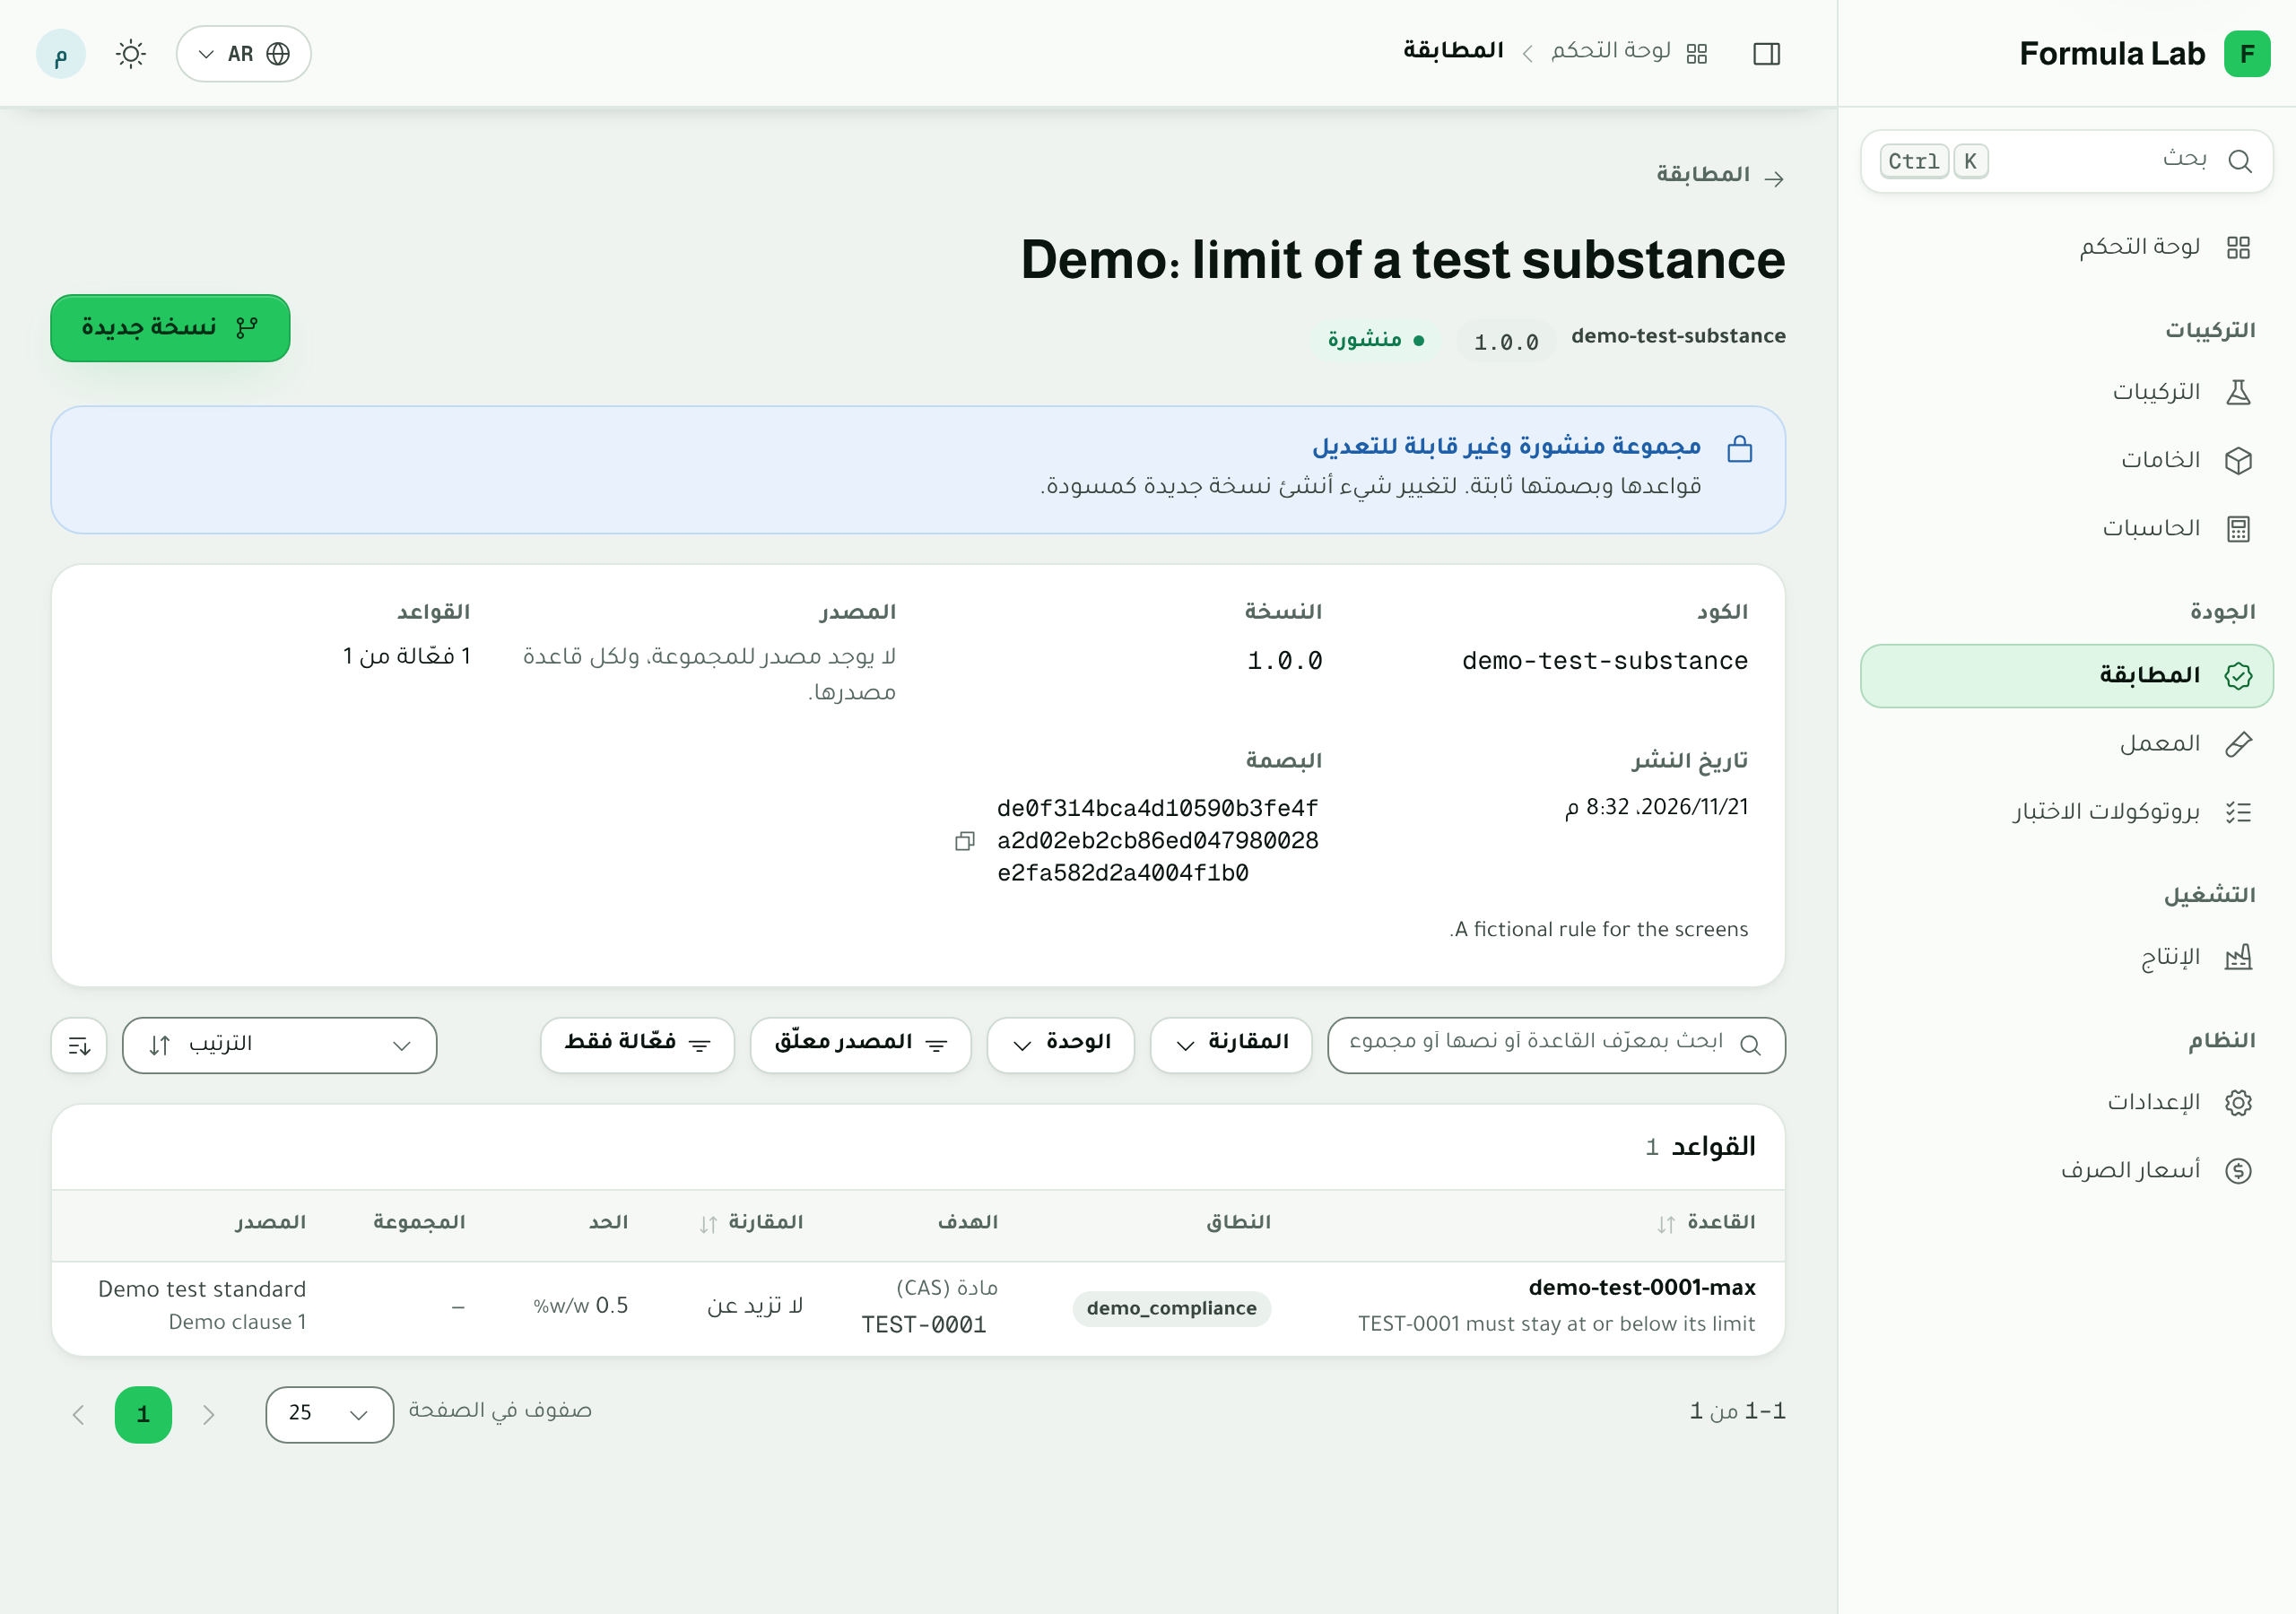 Formula Lab
F
بحث
Ctrl K
لوحة التحكم
التركيبات
التركيبات
الخامات
الحاسبات
الجودة
المطابقة
المعمل
بروتوكولات الاختبار
التشغيل
الإنتاج
النظام
الإعدادات
أسعار الصرف
لوحة التحكم
المطابقة
AR
م
المطابقة
Demo: limit of a test substance
demo-test-substance 1.0.0 منشورة
نسخة جديدة
مجموعة منشورة وغير قابلة للتعديل
قواعدها وبصمتها ثابتة. لتغيير شيء أنشئ نسخة جديدة كمسودة.
الكود
demo-test-substance
النسخة
1.0.0
المصدر
لا يوجد مصدر للمجموعة، ولكل قاعدة
مصدرها.
القواعد
1 فعّالة من 1
تاريخ النشر
2026/11/21، 8:32 م
البصمة
de0f314bca4d10590b3fe4f
a2d02eb2cb86ed047980028
e2fa582d2a4004f1b0
A fictional rule for the screens.
ابحث بمعرّف القاعدة أو نصها أو مجموع
المقارنة
الوحدة
المصدر معلّق
فعّالة فقط
الترتيب
القواعد 1
القاعدة النطاق الهدف المقارنة الحد المجموعة المصدر
demo-test-0001-max
TEST-0001 must stay at or below its limit
demo_compliance
مادة (CAS)
TEST-0001
لا تزيد عن
0.5 %w/w
–
Demo test standard
Demo clause 1
1–1 من 1
صفوف في الصفحة
25
1